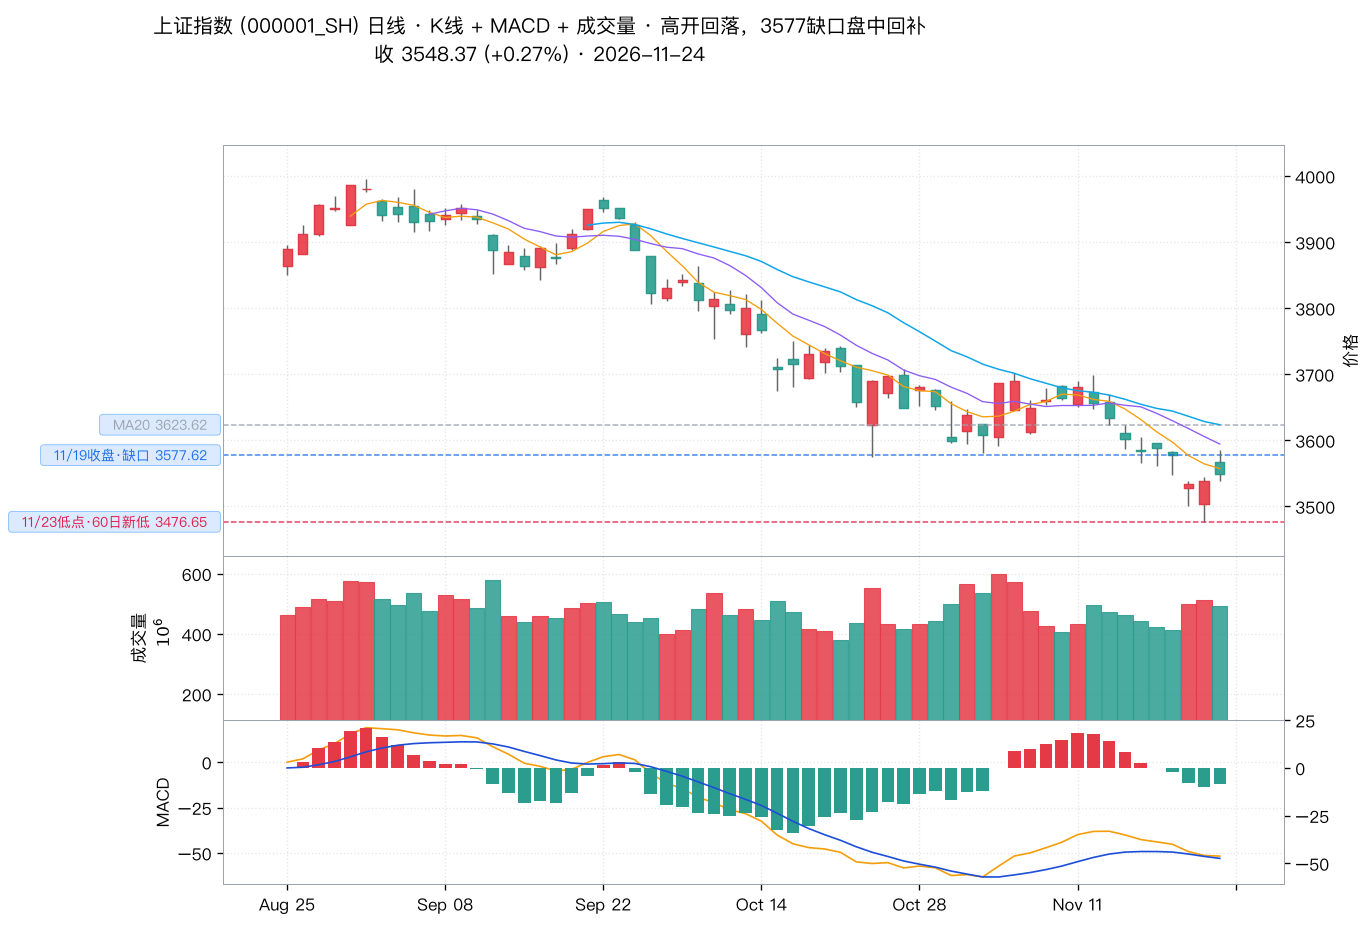 上证指数 (000001_SH) 日线 · K线 + MACD + 成交量 · 高开回落，3577缺口盘中回补
收 3548.37 (+0.27%) · 2026-11-24
4000
3900
3800
3700
3600
3500
价格
MA20 3623.62
11/19收盘·缺口 3577.62
11/23低点·60日新低 3476.65
600
400
200
成交量
10⁶
25
0
−25
−50
0
−25
−50
MACD
Aug 25
Sep 08
Sep 22
Oct 14
Oct 28
Nov 11